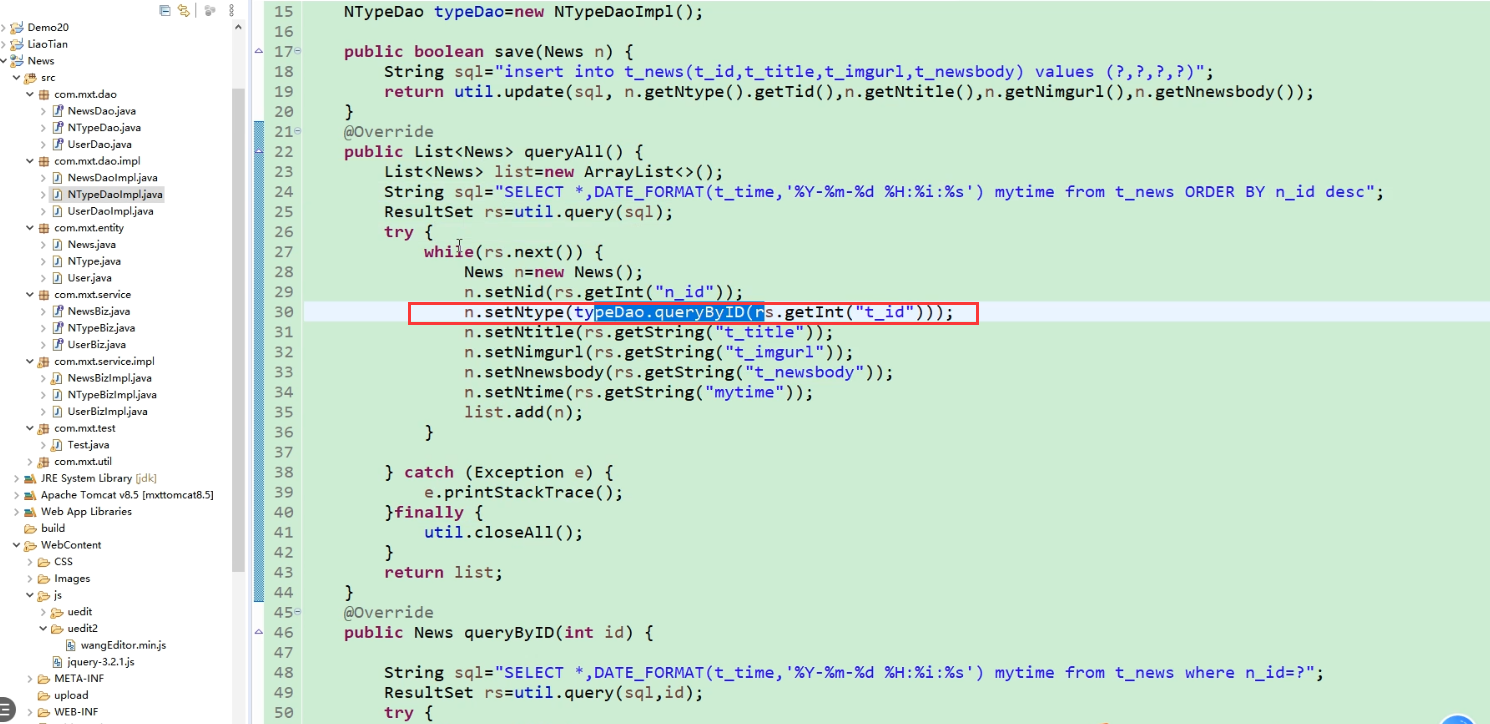 Demo20
LiaoTian
News
src
com.mxt.dao
NewsDao.java
NTypeDao.java
UserDao.java
com.mxt.dao.impl
NewsDaoImpl.java
NTypeDaoImpl.java
UserDaoImpl.java
com.mxt.entity
News.java
NType.java
User.java
com.mxt.service
NewsBiz.java
NTypeBiz.java
UserBiz.java
com.mxt.service.impl
NewsBizImpl.java
NTypeBizImpl.java
UserBizImpl.java
com.mxt.test
Test.java
com.mxt.util
JRE System Library [jdk]
Apache Tomcat v8.5 [mxttomcat8.5]
Web App Libraries
build
WebContent
CSS
Images
js
uedit
uedit2
wangEditor.min.js
jquery-3.2.1.js
META-INF
upload
WEB-INF
15 NTypeDao typeDao=new NTypeDaoImpl();
16
17 public boolean save(News n) {
18 String sql="insert into t_news(t_id,t_title,t_imgurl,t_newsbody) values (?,?,?,?)";
19 return util.update(sql, n.getNtype().getTid(),n.getNtitle(),n.getNimgurl(),n.getNnewsbody());
20 }
21 @Override
22 public List<News> queryAll() {
23 List<News> list=new ArrayList<>();
24 String sql="SELECT *,DATE_FORMAT(t_time,'%Y-%m-%d %H:%i:%s') mytime from t_news ORDER BY n_id desc";
25 ResultSet rs=util.query(sql);
26 try {
27 while(rs.next()) {
28 News n=new News();
29 n.setNid(rs.getInt("n_id"));
30 n.setNtype(typeDao.queryByID(rs.getInt("t_id")));
31 n.setNtitle(rs.getString("t_title"));
32 n.setNimgurl(rs.getString("t_imgurl"));
33 n.setNnewsbody(rs.getString("t_newsbody"));
34 n.setNtime(rs.getString("mytime"));
35 list.add(n);
36 }
37
38 } catch (Exception e) {
39 e.printStackTrace();
40 }finally {
41 util.closeAll();
42 }
43 return list;
44 }
45 @Override
46 public News queryByID(int id) {
47
48 String sql="SELECT *,DATE_FORMAT(t_time,'%Y-%m-%d %H:%i:%s') mytime from t_news where n_id=?";
49 ResultSet rs=util.query(sql,id);
50 try {